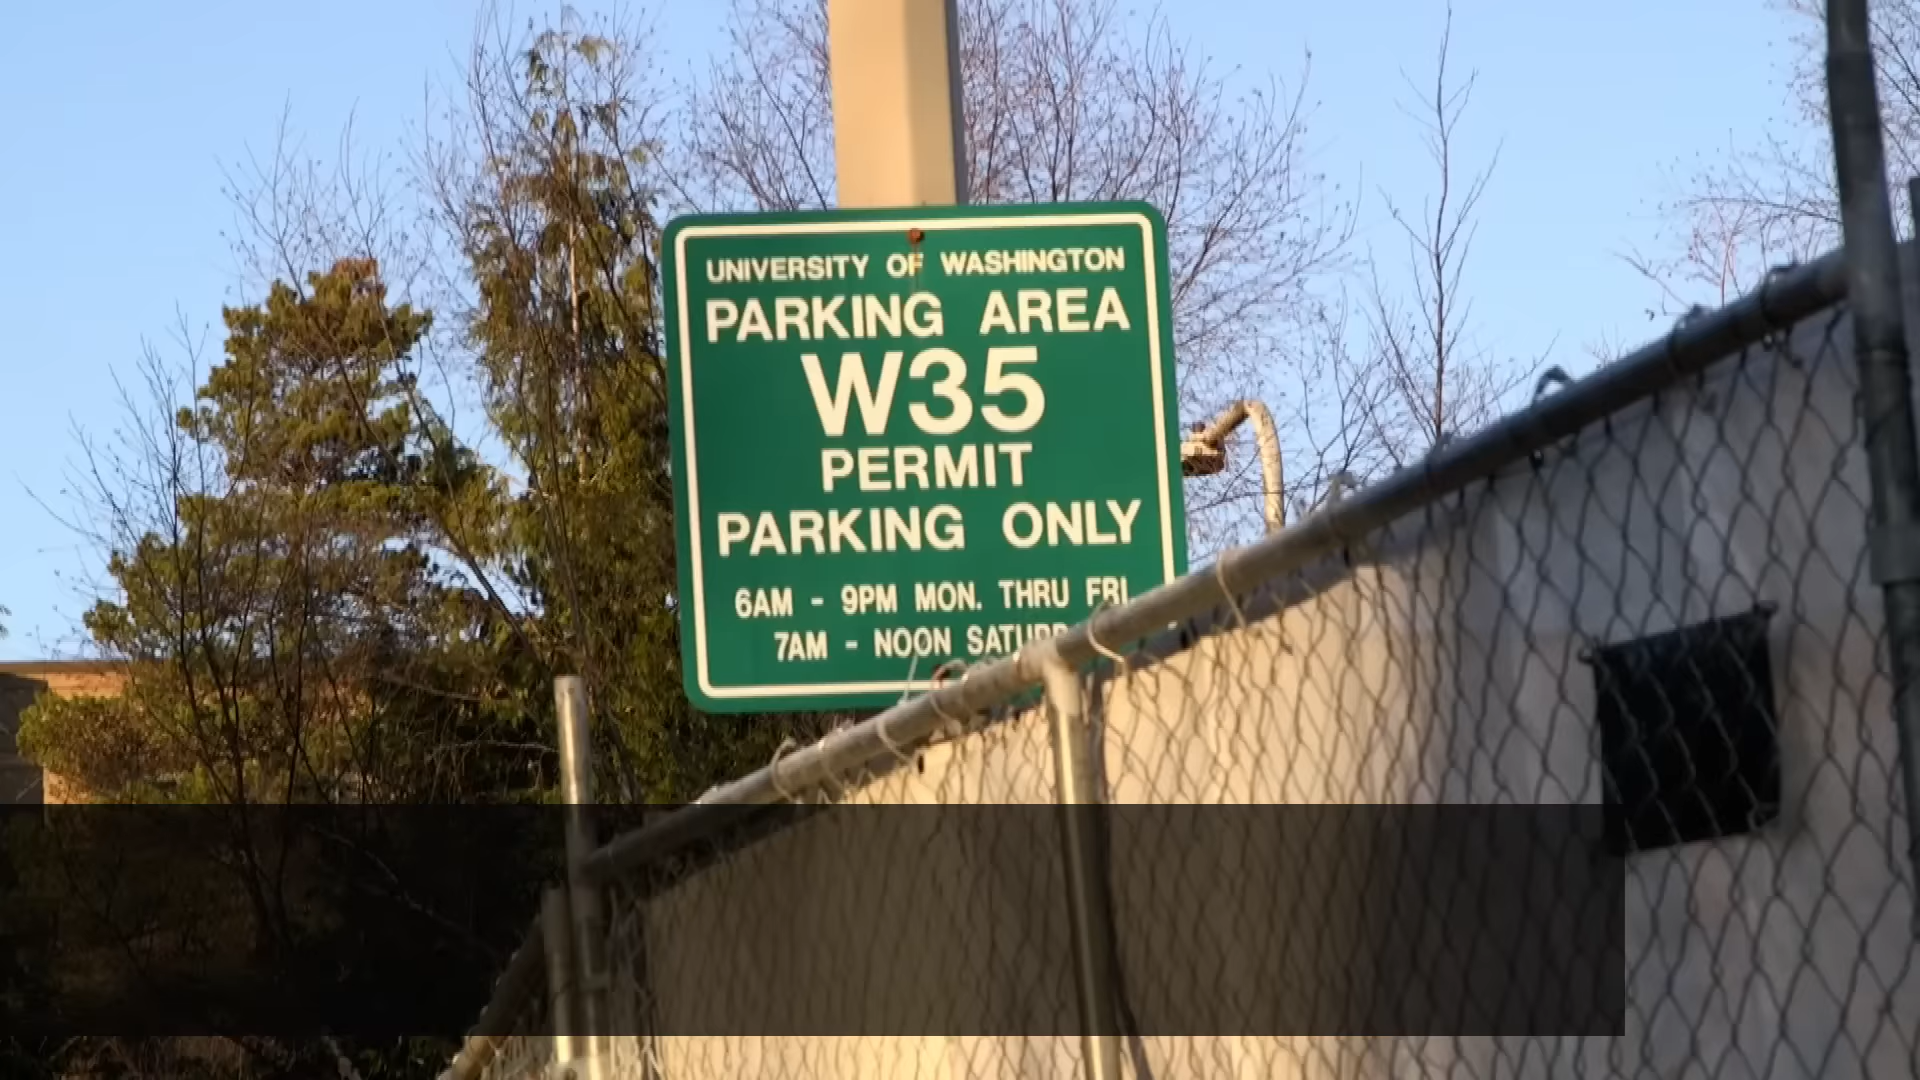 UNIVERSITY OF WASHINGTON
PARKING AREA
W35
PERMIT
PARKING ONLY
6AM - 9PM MON. THRU FRI.
7AM - NOON